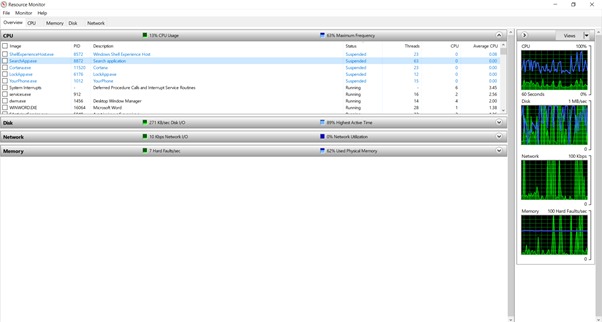 Resource Monitor
File Monitor Help
Overview CPU Memory Disk Network
CPU 13% CPU Usage 63% Maximum Frequency
Image PID Description Status Threads CPU Average CPU
ShellExperienceHost.exe 8372 Windows Shell Experience Host Suspended 23 0 0.08
SearchApp.exe 8872 Search application Suspended 63 0 0.00
Cortana.exe 11520 Cortana Suspended 23 0 0.00
LockApp.exe LockApp.exe Suspended 12 0 0.00
YourPhone.exe 1012 YourPhone Suspended 15 0 0.00
System Interrupts - Deferred Procedure Calls and Interrupt Service Routines Running - 6 3.45
services.exe 912 Running 16 2 2.56
dwm.exe 1456 Desktop Window Manager Running 14 4 2.00
WINWORD.EXE 16064 Microsoft Word Running 28 1 1.38
Disk 271 KB/sec Disk I/O 99% Highest Active Time
Network 10 Kbps Network I/O 0% Network Utilization
Memory 7 Hard Faults/sec 62% Used Physical Memory
Views
CPU 100%
60 Seconds 0%
Disk 1 MB/sec
0
Network 100 Kbps
0
Memory 100 Hard Faults/sec
0